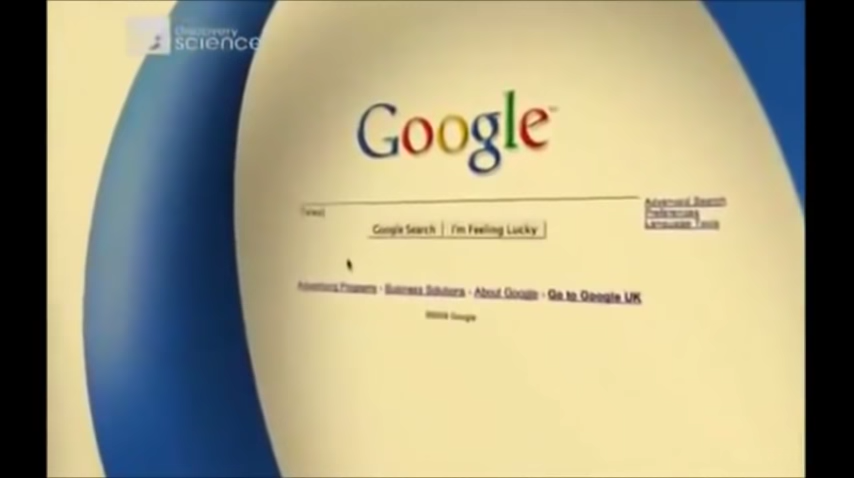 discovery
science
Google™
Advanced Search
Preferences
Language Tools
Google Search I'm Feeling Lucky
Advertising Programs - Business Solutions - About Google - Go to Google UK
Google